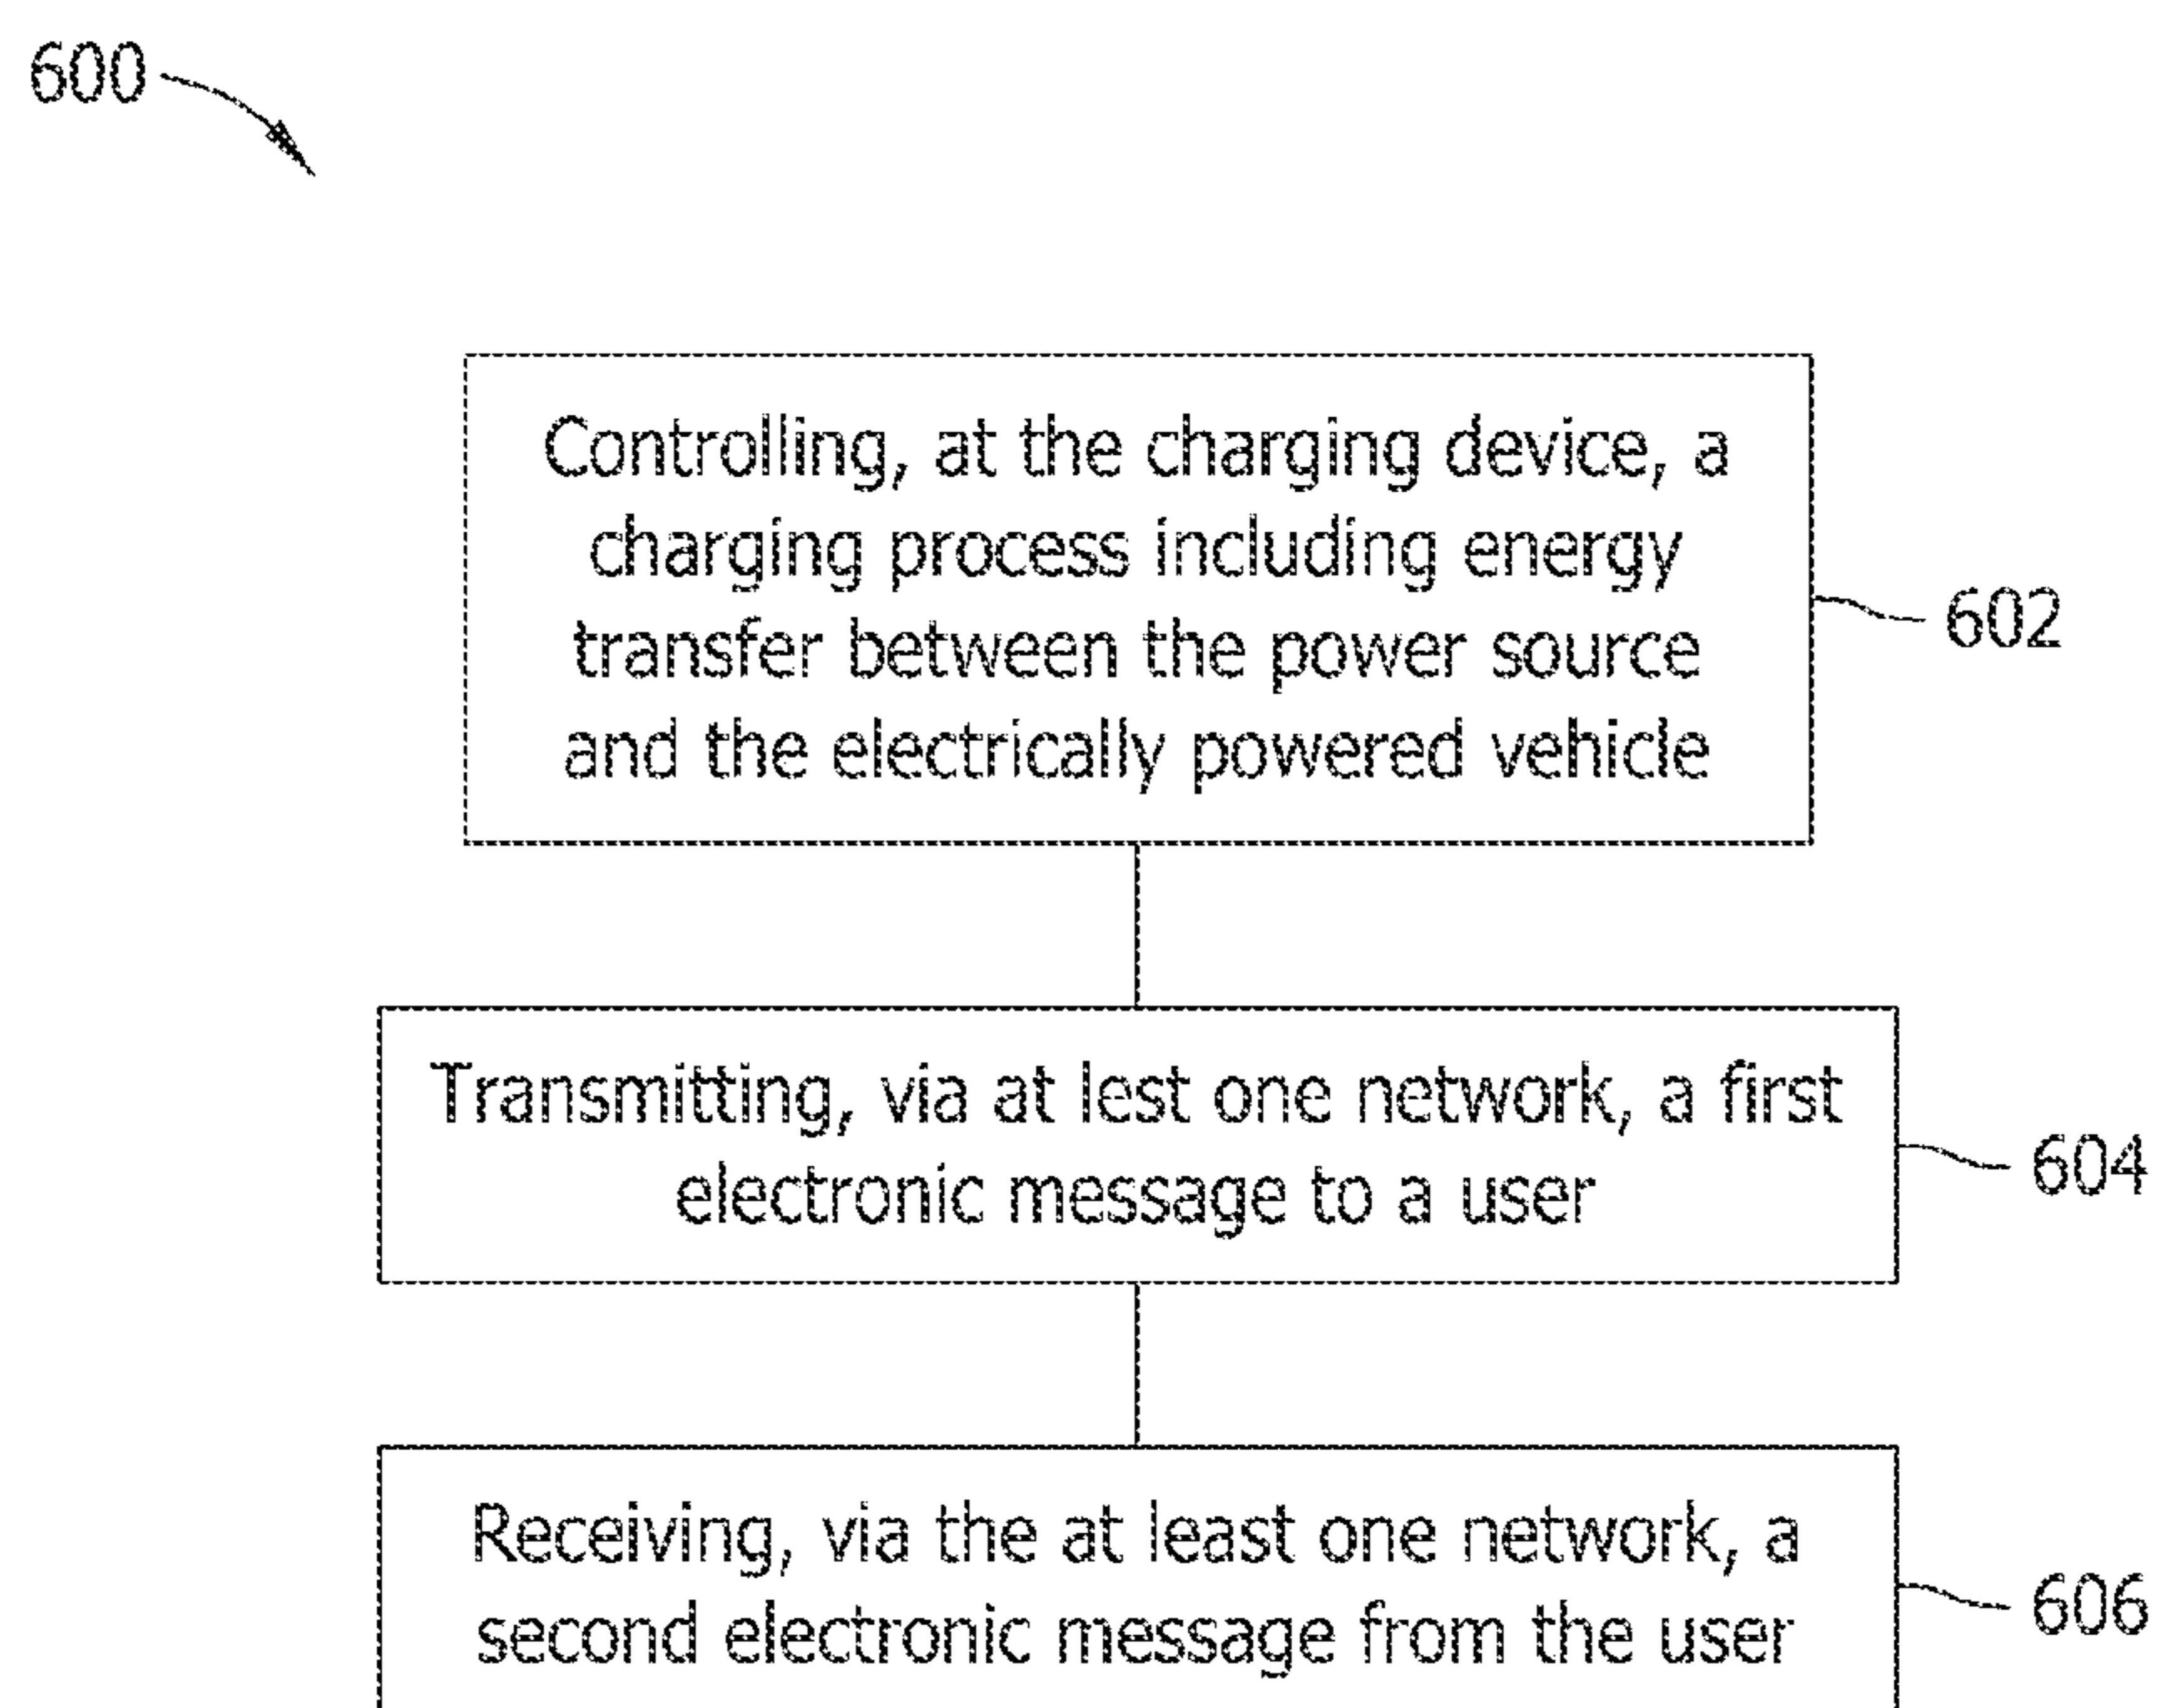 600
Controlling, at the charging device, a
charging process including energy
transfer between the power source
and the electrically powered vehicle
602
Transmitting, via at lest one network, a first
electronic message to a user
604
Receiving, via the at least one network, a
second electronic message from the user
606